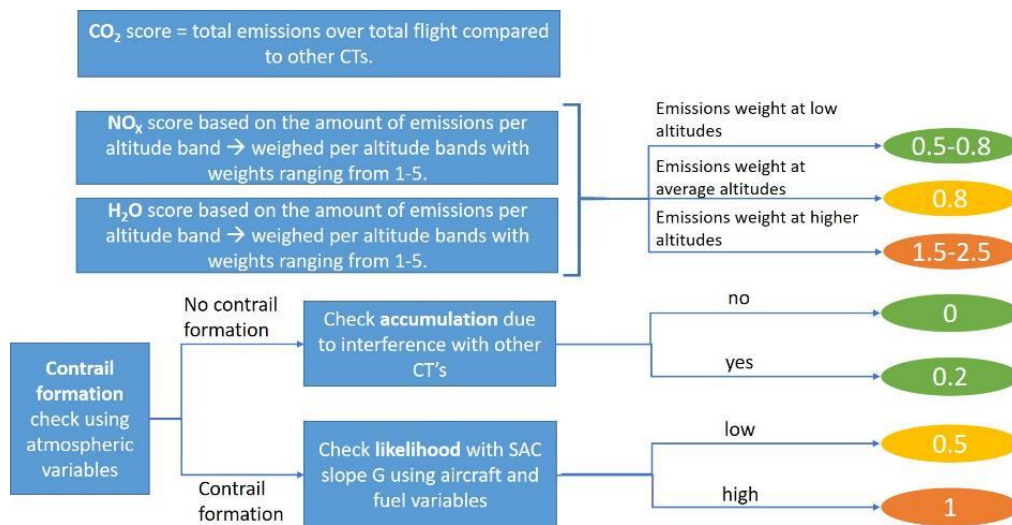 CO₂ score = total emissions over total flight compared
to other CTs.
NOₓ score based on the amount of emissions per
altitude band → weighed per altitude bands with
weights ranging from 1-5.
H₂O score based on the amount of emissions per
altitude band → weighed per altitude bands with
weights ranging from 1-5.
Emissions weight at low
altitudes
0.5-0.8
Emissions weight at
average altitudes
0.8
Emissions weight at higher
altitudes
1.5-2.5
Contrail
formation
check using
atmospheric
variables
No contrail
formation
Check accumulation due
to interference with other
CT's
no
0
yes
0.2
Contrail
formation
Check likelihood with SAC
slope G using aircraft and
fuel variables
low
0.5
high
1